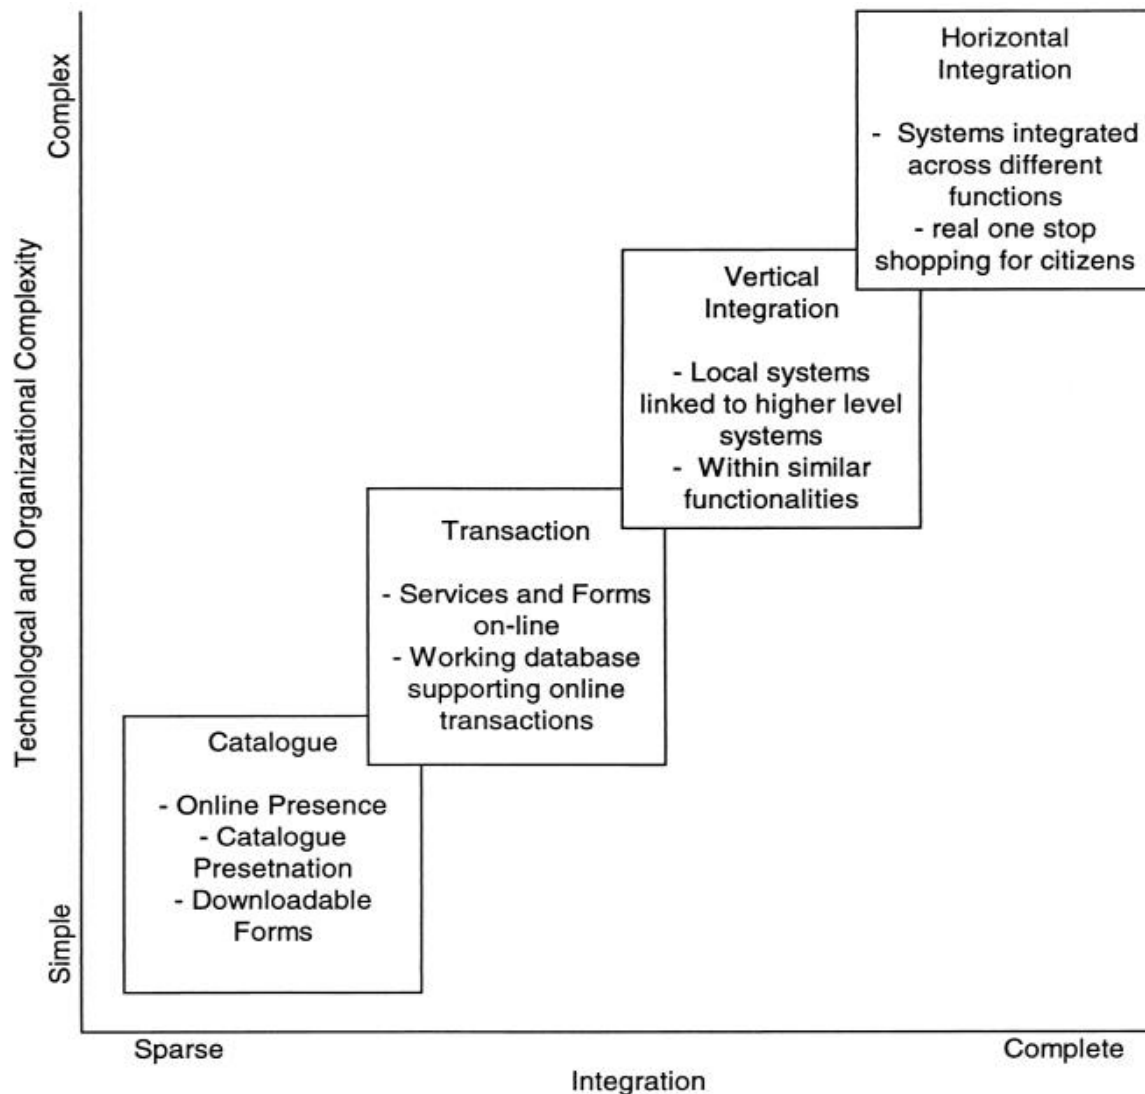 Technologcal and Organizational Complexity
Complex
Simple
Horizontal
Integration
- Systems integrated
across different
functions
- real one stop
shopping for citizens
Vertical
Integration
- Local systems
linked to higher level
systems
- Within similar
functionalities
Transaction
- Services and Forms
on-line
- Working database
supporting online
transactions
Catalogue
- Online Presence
- Catalogue
Presetnation
- Downloadable
Forms
Sparse
Complete
Integration